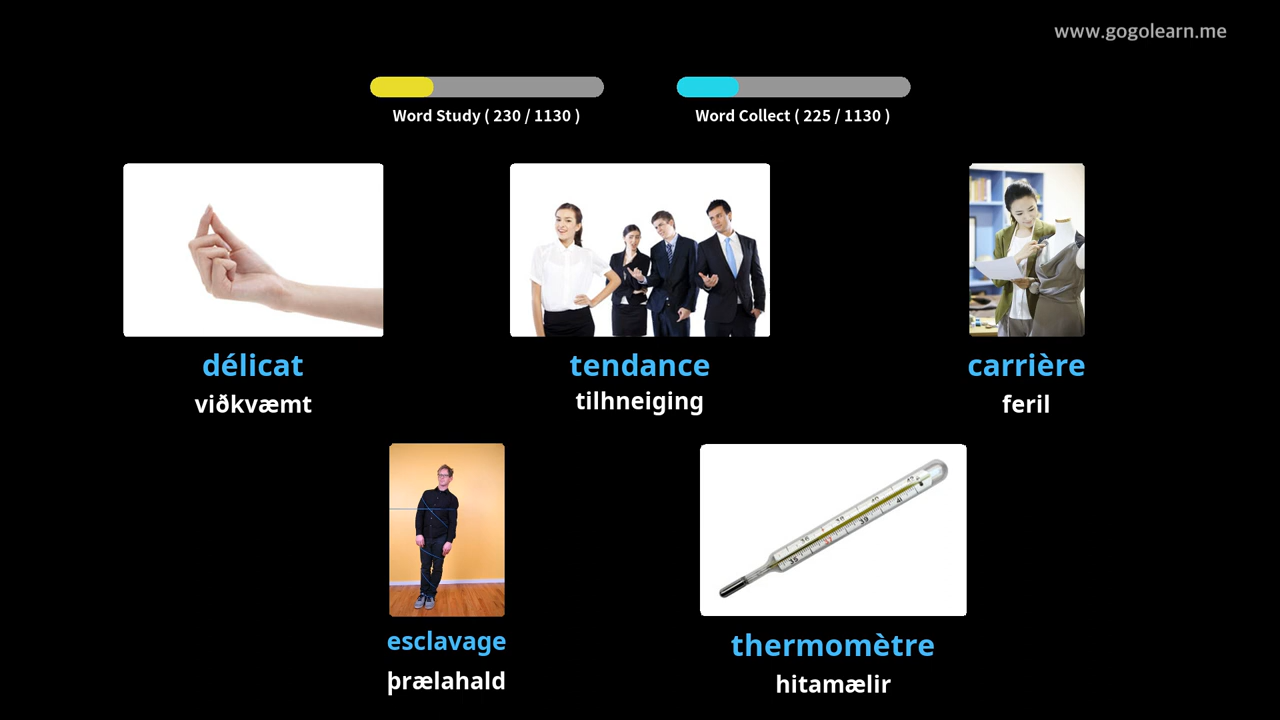 www.gogolearn.me
Word Study ( 230 / 1130 )
Word Collect ( 225 / 1130 )
délicat
viðkvæmt
tendance
tilhneiging
carrière
feril
esclavage
þrælahald
thermomètre
hitamælir